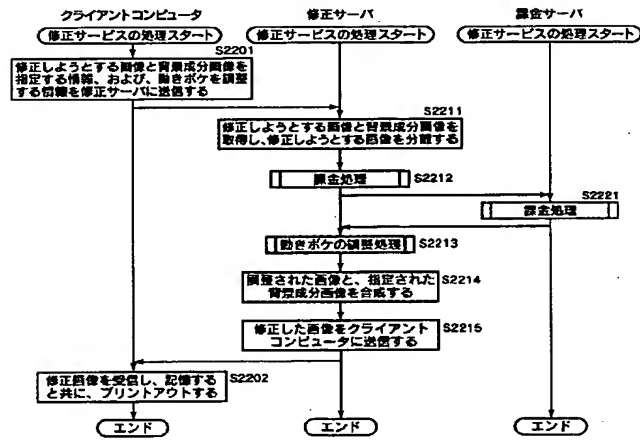 クライアントコンピュータ
修正サーバ
課金サーバ
修正サービスの処理スタート
修正サービスの処理スタート
修正サービスの処理スタート
S2201
修正しようとする画像と背景成分画像を
指定する情報、および、動きボケを調整
する情報を修正サーバに送信する
S2211
修正しようとする画像と背景成分画像を
取得し、修正しようとする画像を分離する
課金処理
S2212
S2221
課金処理
動きボケの調整処理
S2213
調整された画像と、指定された
背景成分画像を合成する
S2214
修正した画像をクライアント
コンピュータに送信する
S2215
修正画像を受信し、記憶する
と共に、プリントアウトする
S2202
エンド
エンド
エンド